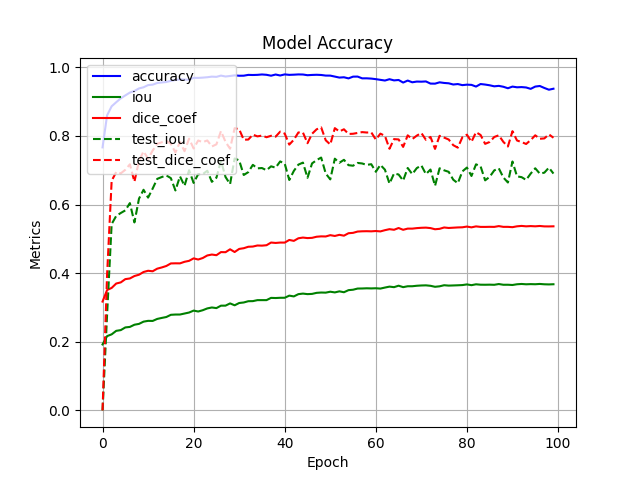 Model Accuracy
1.0
0.8
0.6
0.4
0.2
0.0
Metrics
accuracy
iou
dice_coef
test_iou
test_dice_coef
0 20 40 60 80 100
Epoch